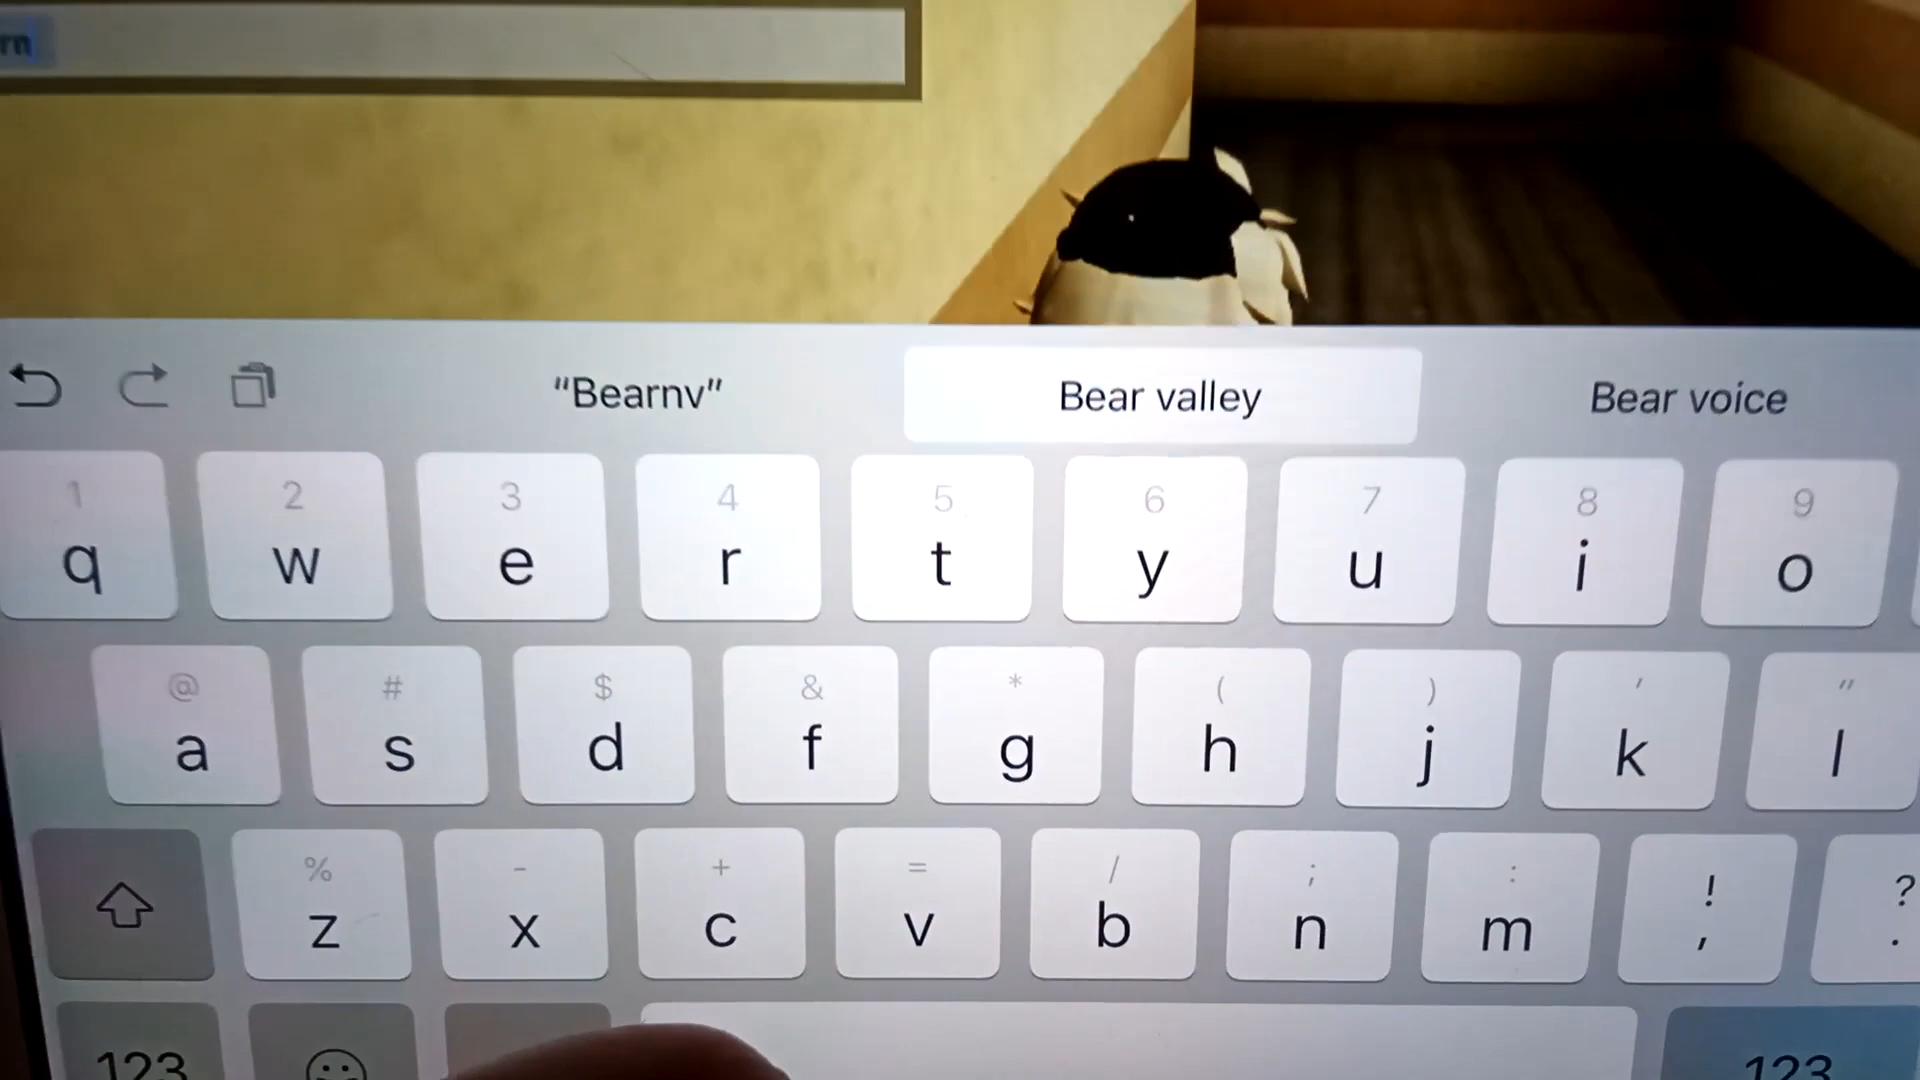 rn
“Bearnv” Bear valley Bear voice
1 2 3 4 5 6 7 8 9
q w e r t y u i o
@ # $ & * ( ) ' "
a s d f g h j k l
% - + = / ; : ! ?
z x c v b n m , .
123 123